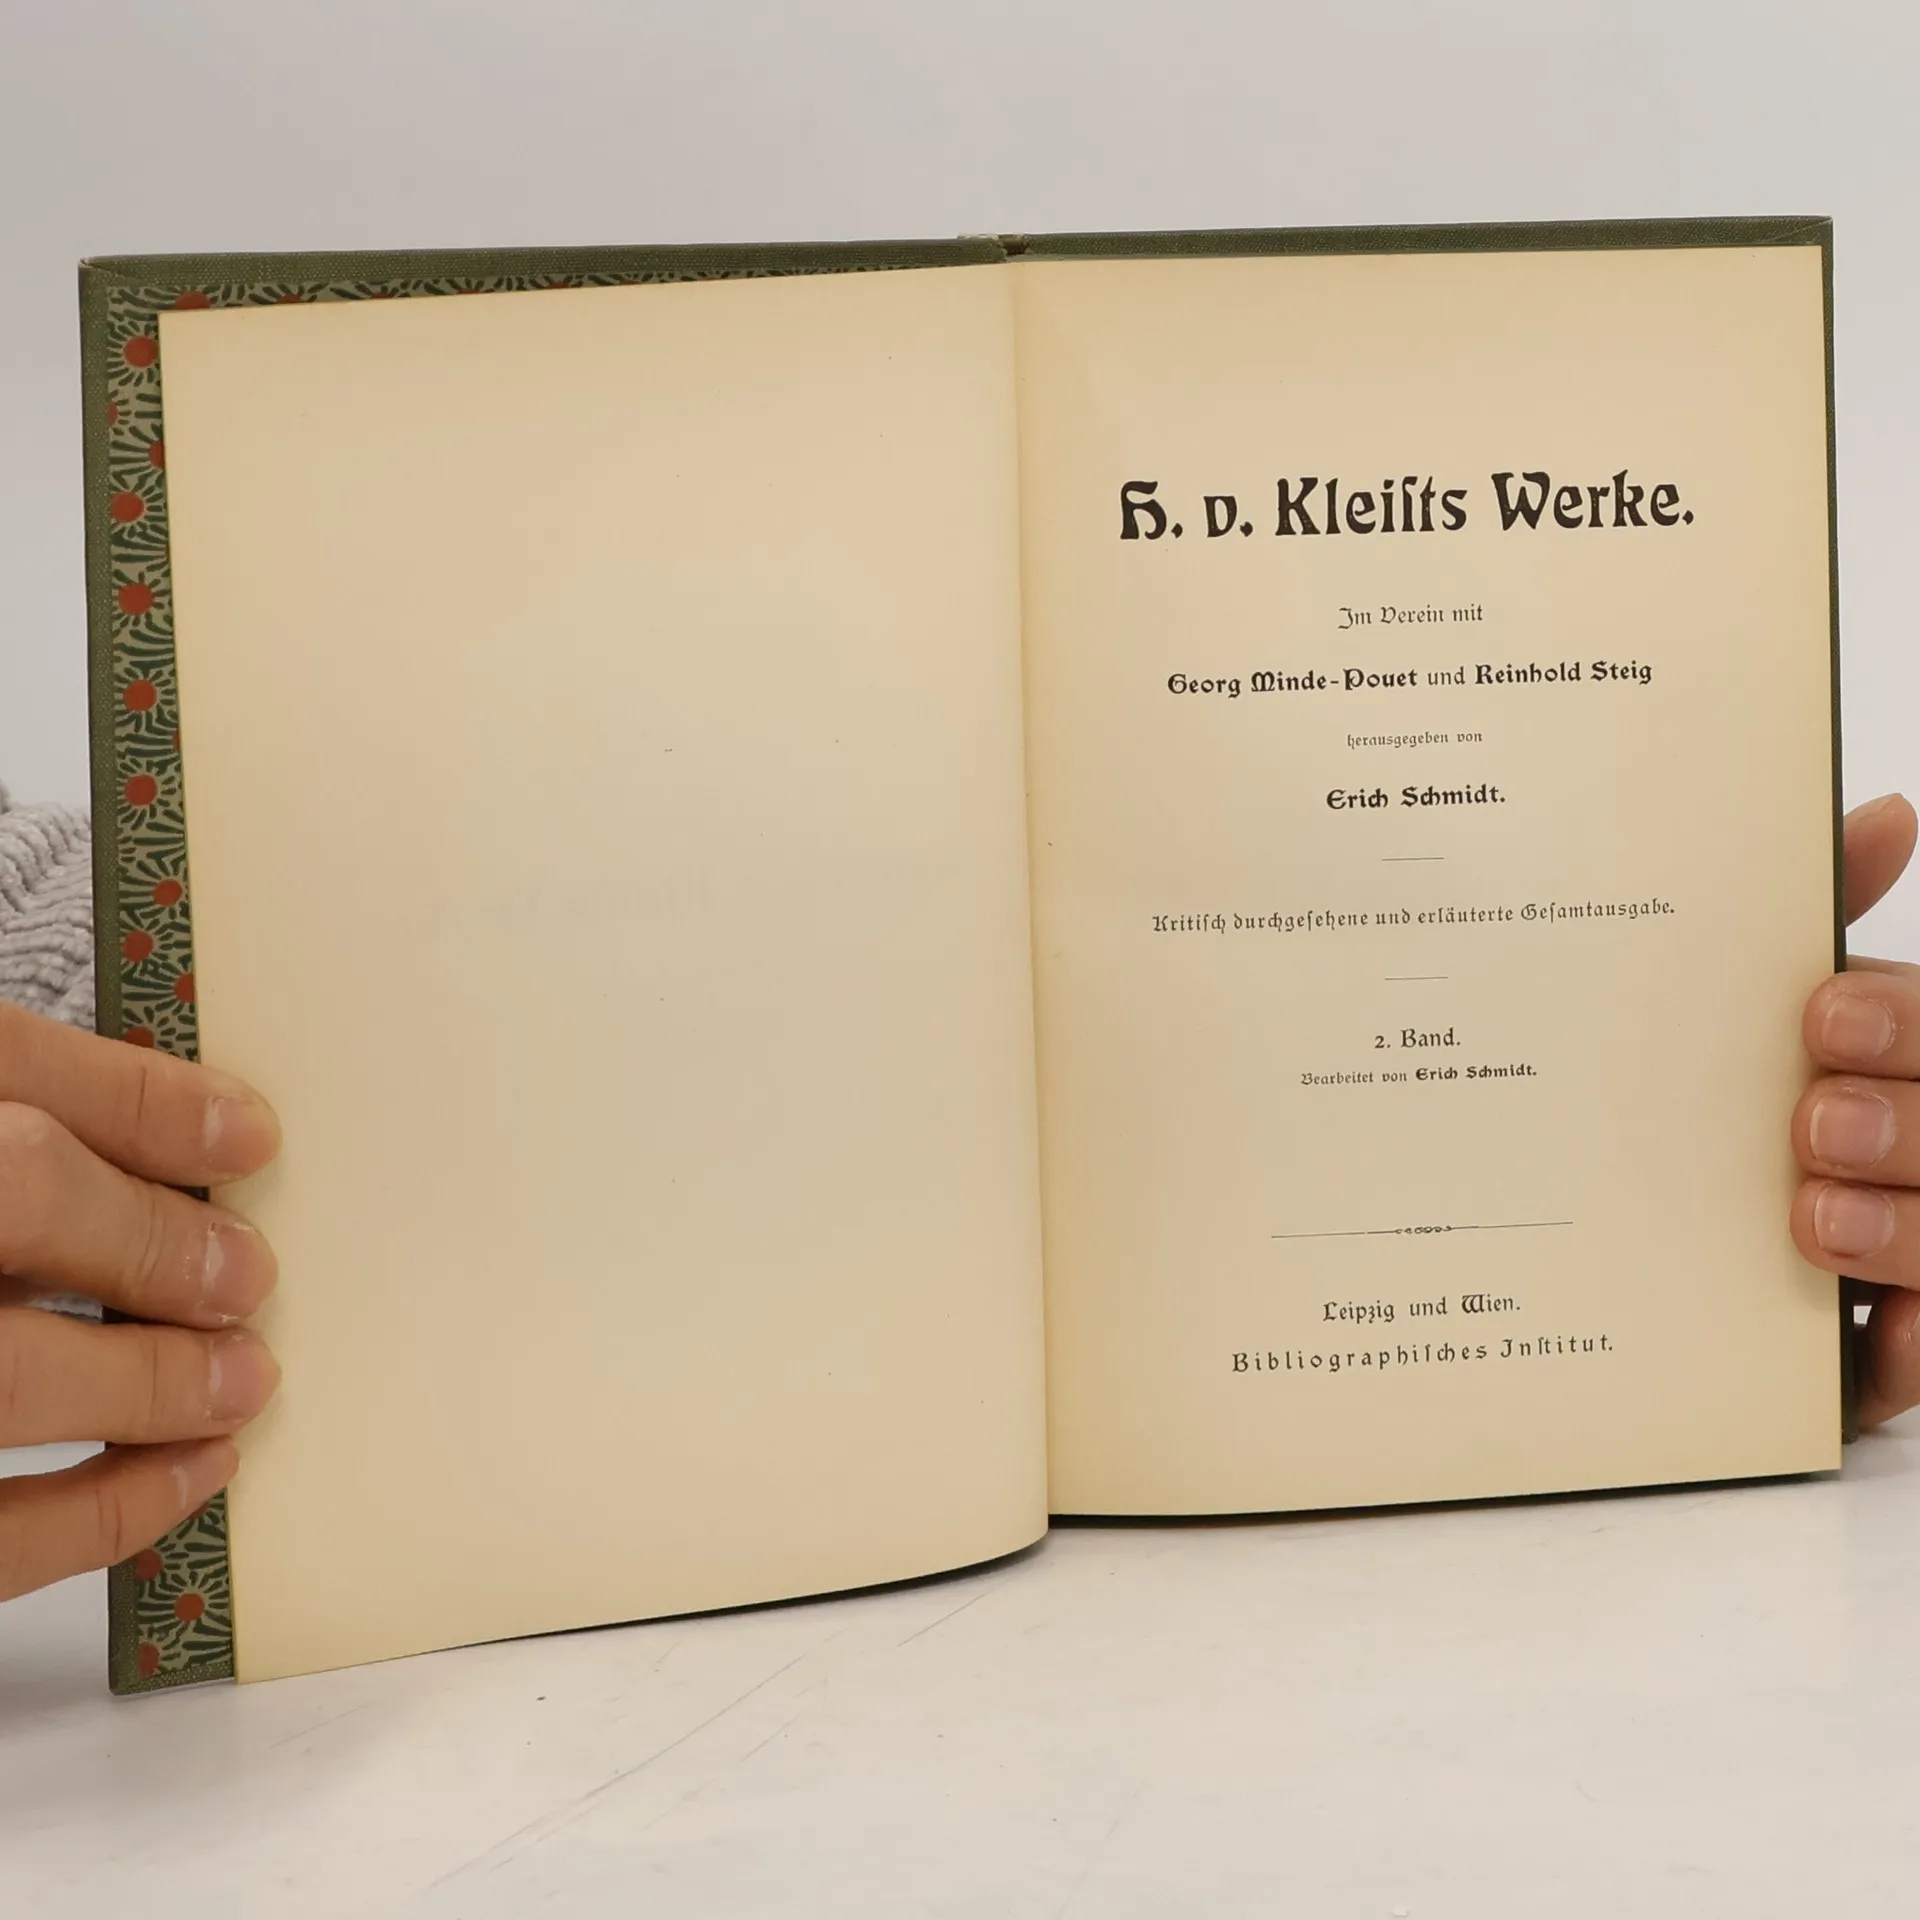 H. v. Kleiſts Werke.
Im Verein mit
Georg Minde-Pouet und Reinhold Steig
herausgegeben von
Erich Schmidt.
Kritiſch durchgeſehene und erläuterte Geſamtausgabe.
2. Band.
Bearbeitet von Erich Schmidt.
Leipzig und Wien.
Bibliographiſches Inſtitut.